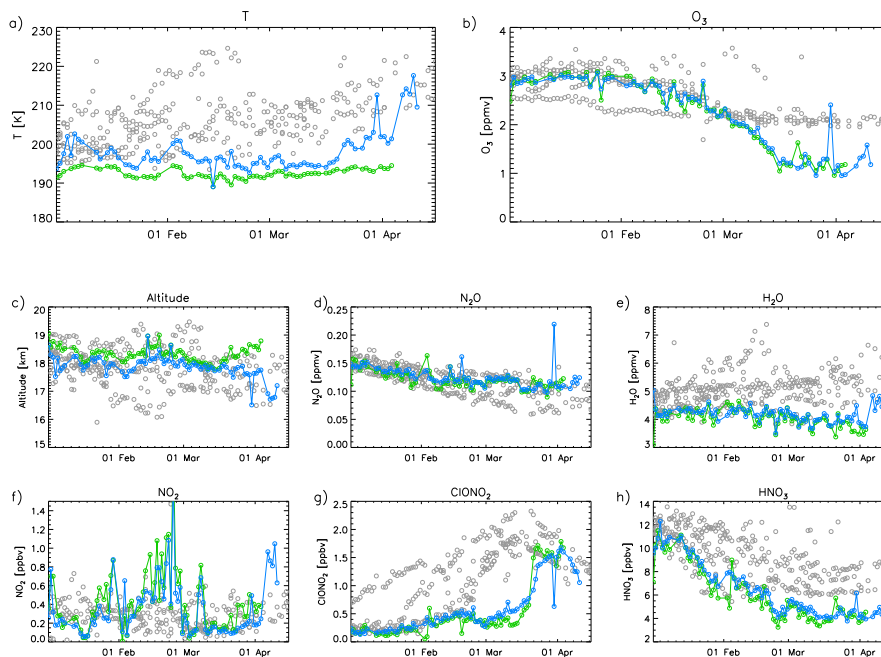 a) T
T [K]
230
220
210
200
190
180
01 Feb 01 Mar 01 Apr
b) O3
O3 [ppmv]
4
3
2
1
0
01 Feb 01 Mar 01 Apr
c) Altitude
Altitude [km]
20
19
18
17
16
15
01 Feb 01 Mar 01 Apr
d) N2O
N2O [ppmv]
0.25
0.20
0.15
0.10
0.05
0.00
01 Feb 01 Mar 01 Apr
e) H2O
H2O [ppmv]
8
7
6
5
4
3
01 Feb 01 Mar 01 Apr
f) NO2
NO2 [ppbv]
1.4
1.2
1.0
0.8
0.6
0.4
0.2
0.0
01 Feb 01 Mar 01 Apr
g) ClONO2
ClONO2 [ppbv]
2.5
2.0
1.5
1.0
0.5
0.0
01 Feb 01 Mar 01 Apr
h) HNO3
HNO3 [ppbv]
14
12
10
8
6
4
2
01 Feb 01 Mar 01 Apr